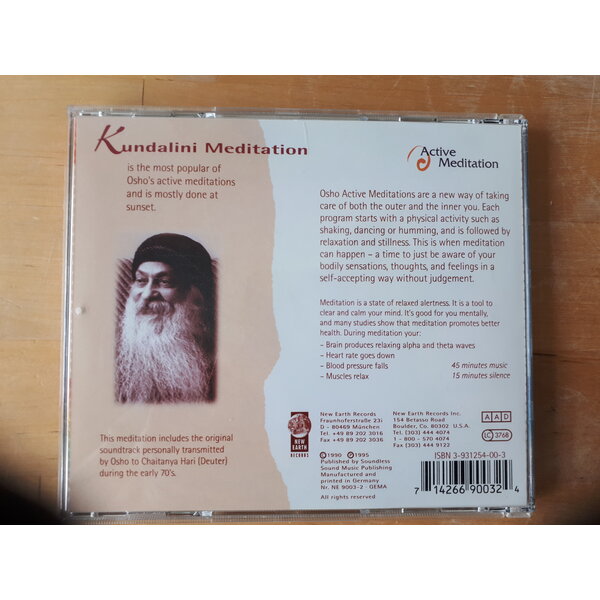 Kundalini Meditation
is the most popular of
Osho's active meditations
and is mostly done at
sunset.
This meditation includes the original
soundtrack personally transmitted
by Osho to Chaitanya Hari (Deuter)
during the early 70's.
Active
Meditation
Osho Active Meditations are a new way of taking
care of both the outer and the inner you. Each
program starts with a physical activity such as
shaking, dancing or humming, and is followed by
relaxation and stillness. This is when meditation
can happen – a time to just be aware of your
bodily sensations, thoughts, and feelings in a
self-accepting way without judgement.
Meditation is a state of relaxed alertness. It is a tool to
clear and calm your mind. It's good for you mentally,
and many studies show that meditation promotes better
health. During meditation your:
- Brain produces relaxing alpha and theta waves
- Heart rate goes down
- Blood pressure falls
- Muscles relax
45 minutes music
15 minutes silence
NEW
EARTH
RECORDS
New Earth Records
Fraunhoferstraße 23i
D - 80469 München
Tel. +49 89 202 3016
Fax +49 89 202 3036
New Earth Records Inc.
154 Betasso Road
Boulder, Co. 80302 U.S.A.
Tel. (303) 444 4074
1 - 800 - 570 4074
Fax (303) 444 9122
℗ 1990 ©1995
Published by Soundless
Sound Music Publishing
Manufactured and
printed in Germany
Nr. NE 9003-2 - GEMA
All rights reserved
AAD
LC 3768
ISBN 3-931254-00-3
7 14266 90032 4